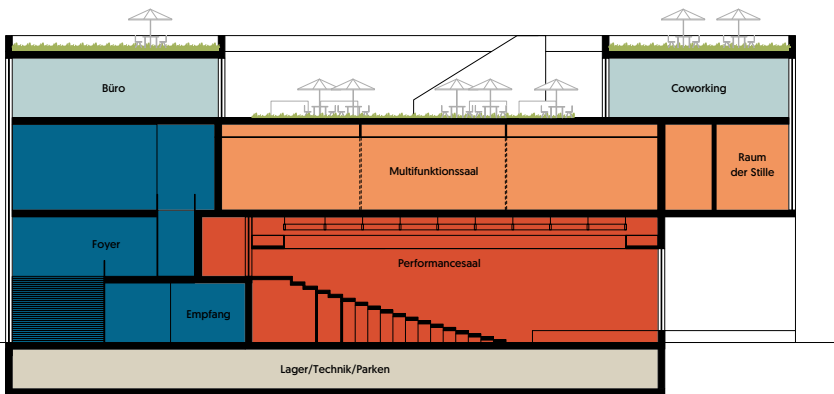 Büro
Coworking
Multifunktionssaal
Raum
der Stille
Foyer
Performancesaal
Empfang
Lager/Technik/Parken